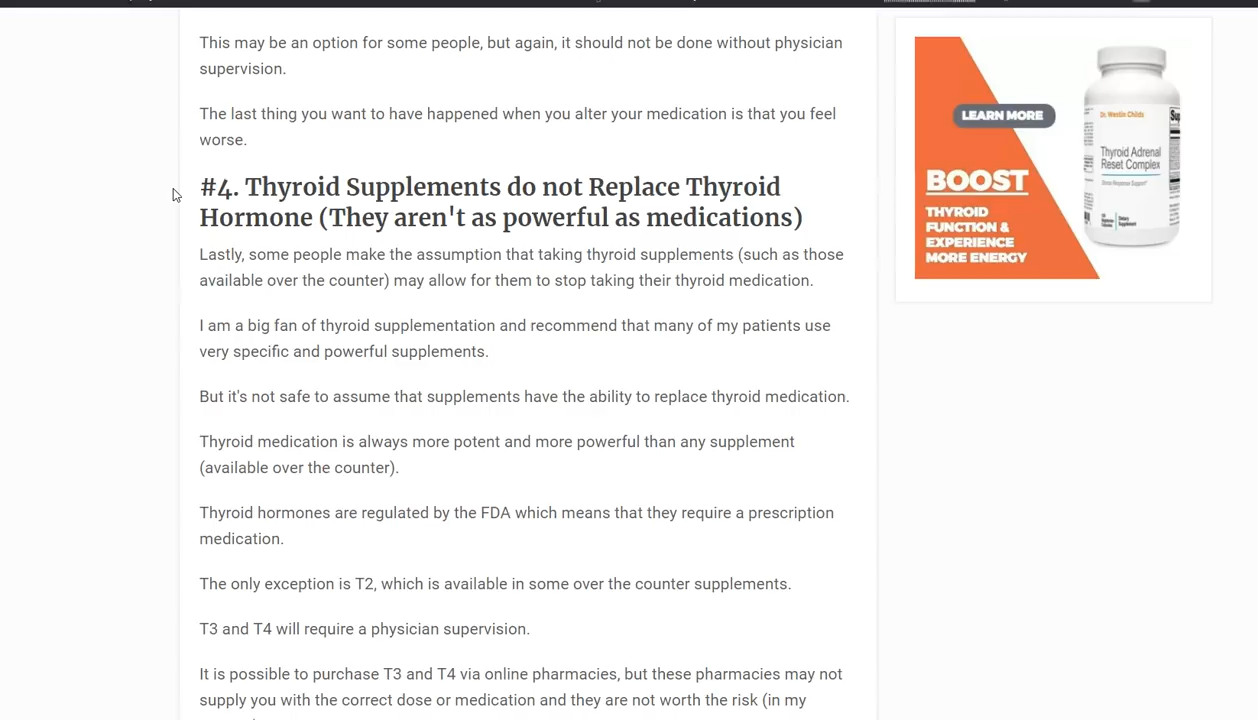 This may be an option for some people, but again, it should not be done without physician
supervision.
The last thing you want to have happened when you alter your medication is that you feel
worse.
#4. Thyroid Supplements do not Replace Thyroid
Hormone (They aren't as powerful as medications)
Lastly, some people make the assumption that taking thyroid supplements (such as those
available over the counter) may allow for them to stop taking their thyroid medication.
I am a big fan of thyroid supplementation and recommend that many of my patients use
very specific and powerful supplements.
But it's not safe to assume that supplements have the ability to replace thyroid medication.
Thyroid medication is always more potent and more powerful than any supplement
(available over the counter).
Thyroid hormones are regulated by the FDA which means that they require a prescription
medication.
The only exception is T2, which is available in some over the counter supplements.
T3 and T4 will require a physician supervision.
It is possible to purchase T3 and T4 via online pharmacies, but these pharmacies may not
supply you with the correct dose or medication and they are not worth the risk (in my
LEARN MORE
BOOST
THYROID
FUNCTION &
EXPERIENCE
MORE ENERGY
Dr. Westin Childs
Thyroid Adrenal
Reset Complex